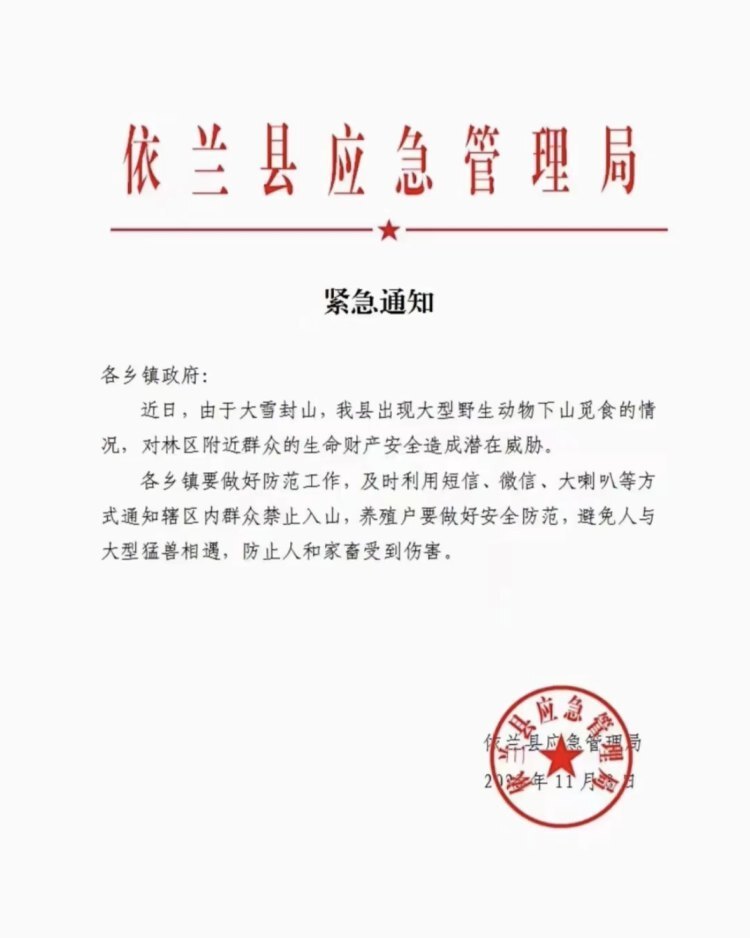 依兰县应急管理局
紧急通知
各乡镇政府：
近日，由于大雪封山，我县出现大型野生动物下山觅食的情
况，对林区附近群众的生命财产安全造成潜在威胁。
各乡镇要做好防范工作，及时利用短信、微信、大喇叭等方
式通知辖区内群众禁止入山，养殖户要做好安全防范，避免人与
大型猛兽相遇，防止人和家畜受到伤害。
依兰县应急管理局
年 11 月 日
依兰县应急管理局